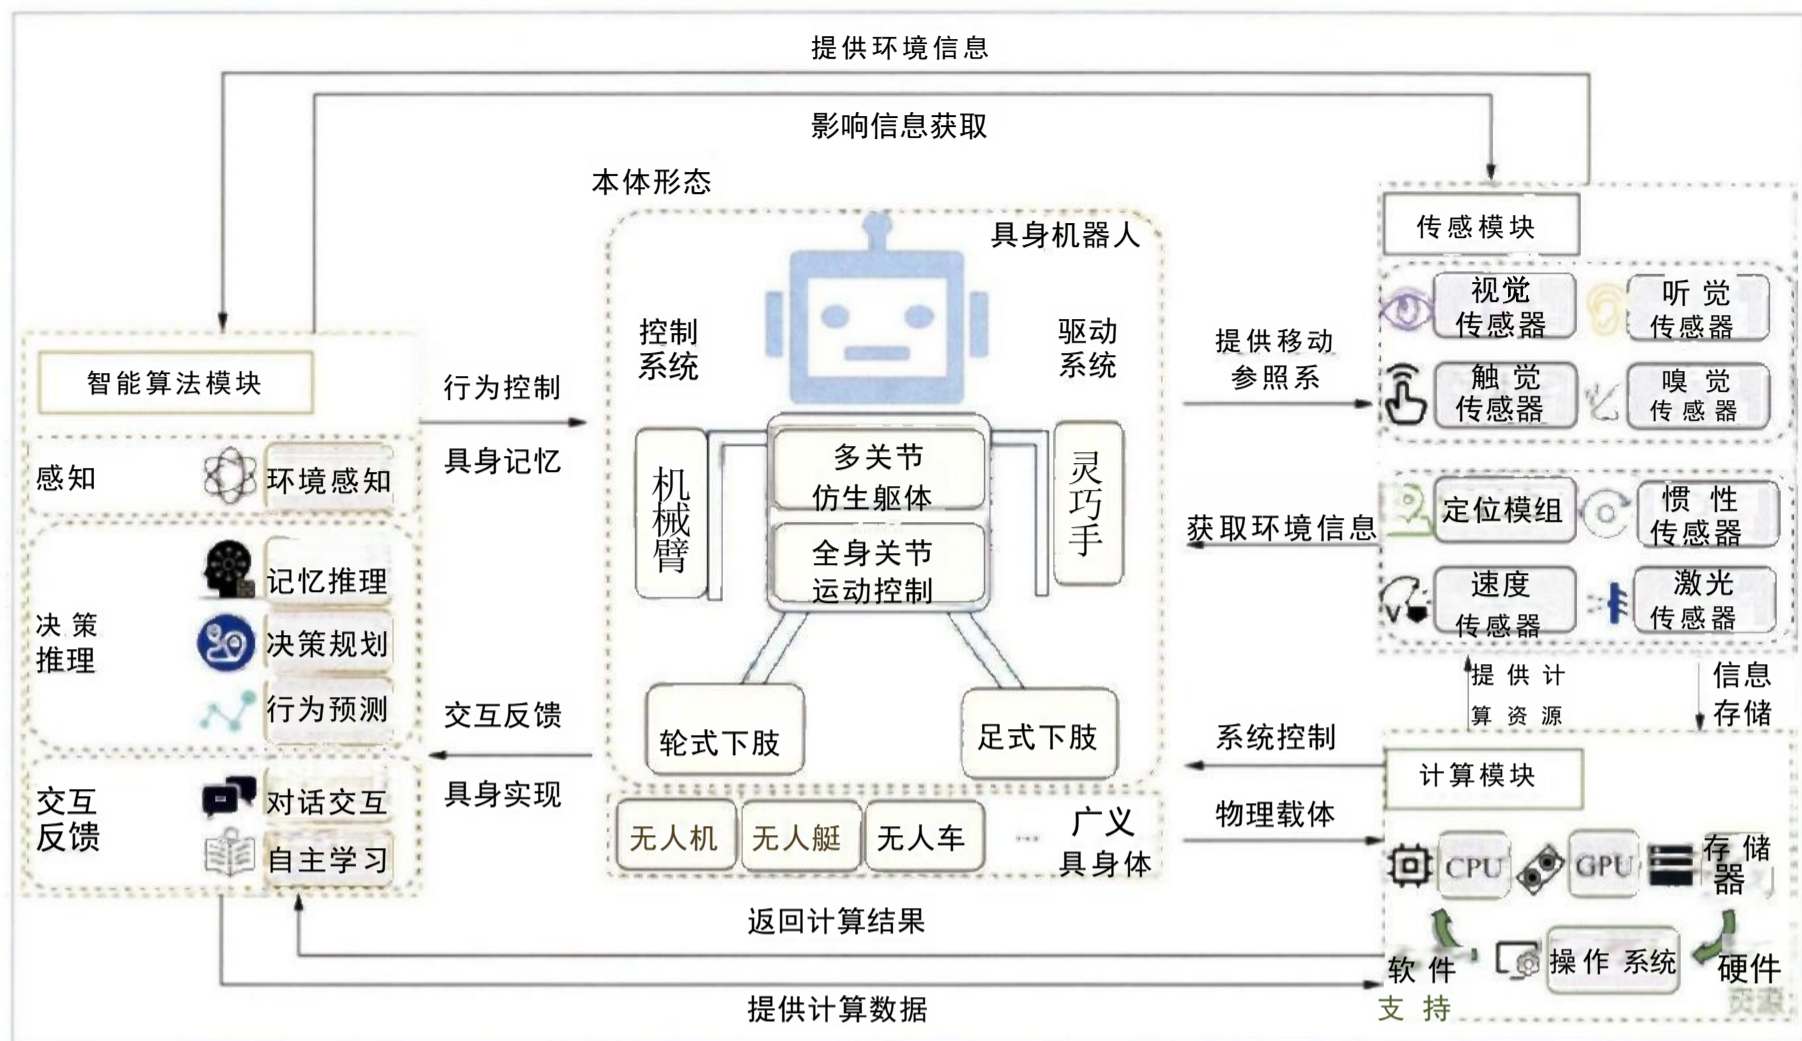 提供环境信息
影响信息获取
本体形态
具身机器人
控制
系统
驱动
系统
机械臂
多关节
仿生躯体
全身关节
运动控制
灵巧手
轮式下肢
足式下肢
无人机
无人艇
无人车
...
广义
具身体
智能算法模块
感知
环境感知
决策
推理
记忆推理
决策规划
行为预测
交互
反馈
对话交互
自主学习
行为控制
具身记忆
交互反馈
具身实现
提供移动
参照系
获取环境信息
系统控制
物理载体
传感模块
视觉
传感器
听觉
传感器
触觉
传感器
嗅觉
传感器
定位模组
惯性
传感器
速度
传感器
激光
传感器
提供计
算资源
信息
存储
计算模块
CPU
GPU
存储
器
软件
支持
操作系统
硬件
资源
返回计算结果
提供计算数据